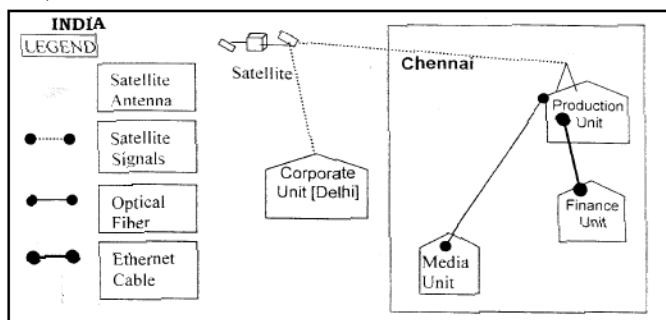 INDIA
LEGEND
Satellite
Antenna
Satellite
Signals
Optical
Fiber
Ethernet
Cable
Satellite
Corporate
Unit [Delhi]
Chennai
Production
Unit
Finance
Unit
Media
Unit